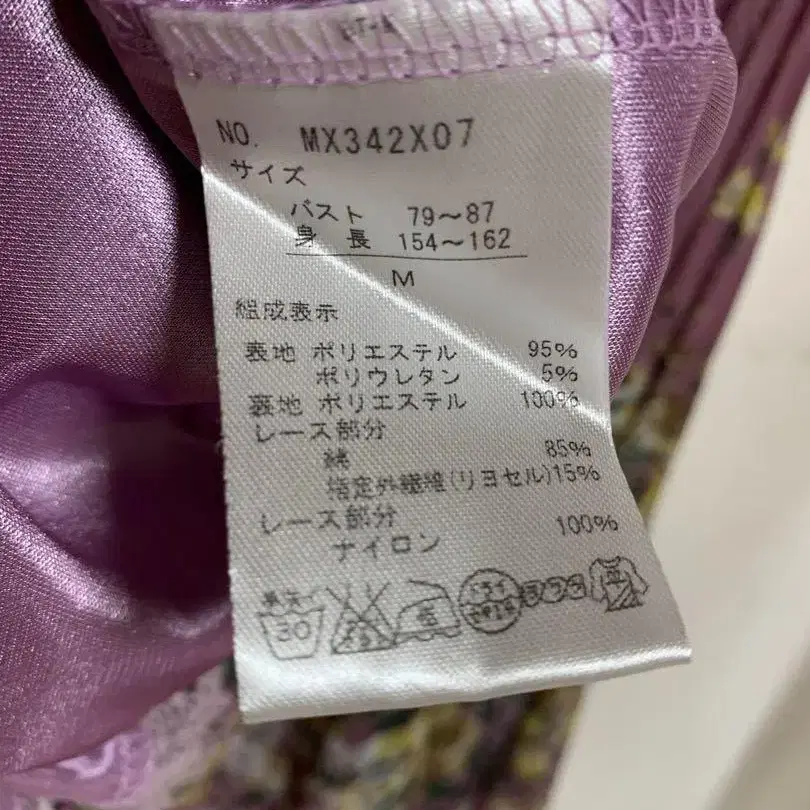 NO. MX342X07
サイズ
バスト 79～87
身長 154～162
M
組成表示
表地 ポリエステル 95%
ポリウレタン 5%
裏地 ポリエステル 100%
レース部分
綿 85%
指定外繊維(リヨセル)15%
レース部分
ナイロン 100%
手洗イ 30